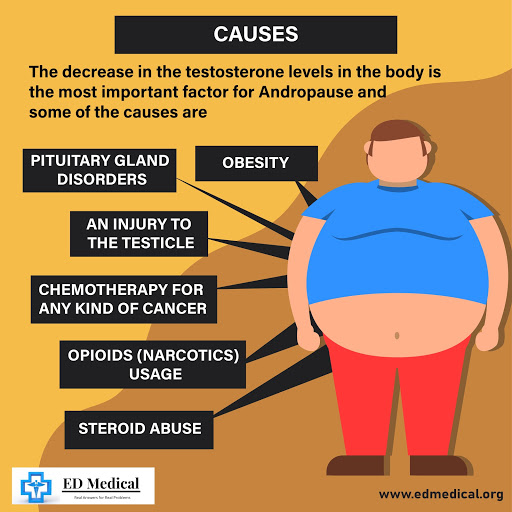 CAUSES
The decrease in the testosterone levels in the body is
the most important factor for Andropause and
some of the causes are
PITUITARY GLAND
DISORDERS
OBESITY
AN INJURY TO
THE TESTICLE
CHEMOTHERAPY FOR
ANY KIND OF CANCER
OPIOIDS (NARCOTICS)
USAGE
STEROID ABUSE
ED Medical
Real Answers for Real Problems
www.edmedical.org